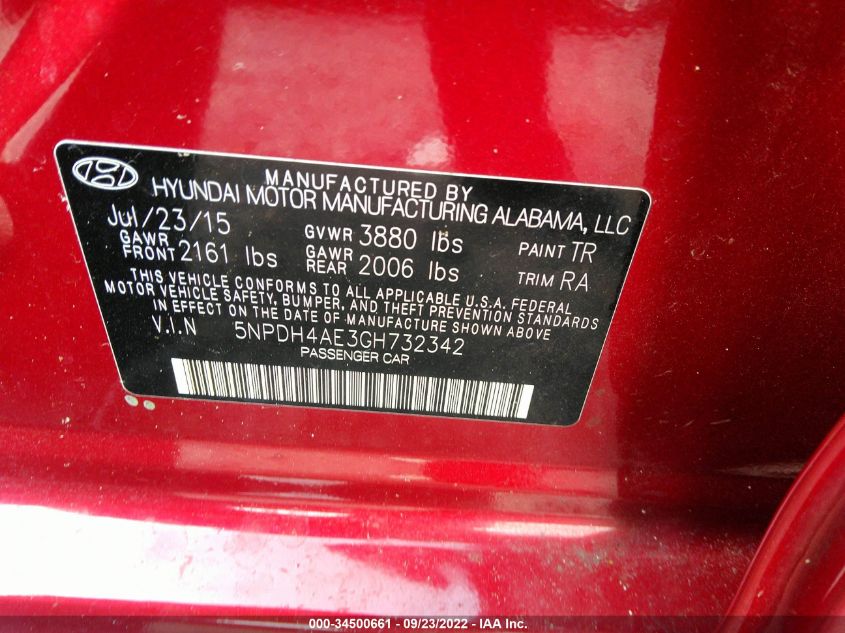 MANUFACTURED BY
HYUNDAI MOTOR MANUFACTURING ALABAMA, LLC
Jul/23/15 GVWR 3880 lbs PAINT TR
GAWR FRONT 2161 lbs GAWR REAR 2006 lbs TRIM RA
THIS VEHICLE CONFORMS TO ALL APPLICABLE U.S.A. FEDERAL
MOTOR VEHICLE SAFETY, BUMPER, AND THEFT PREVENTION STANDARDS
IN EFFECT ON THE DATE OF MANUFACTURE SHOWN ABOVE
V.I.N 5NPDH4AE3GH732342
PASSENGER CAR
000-34500661 - 09/23/2022 - IAA Inc.